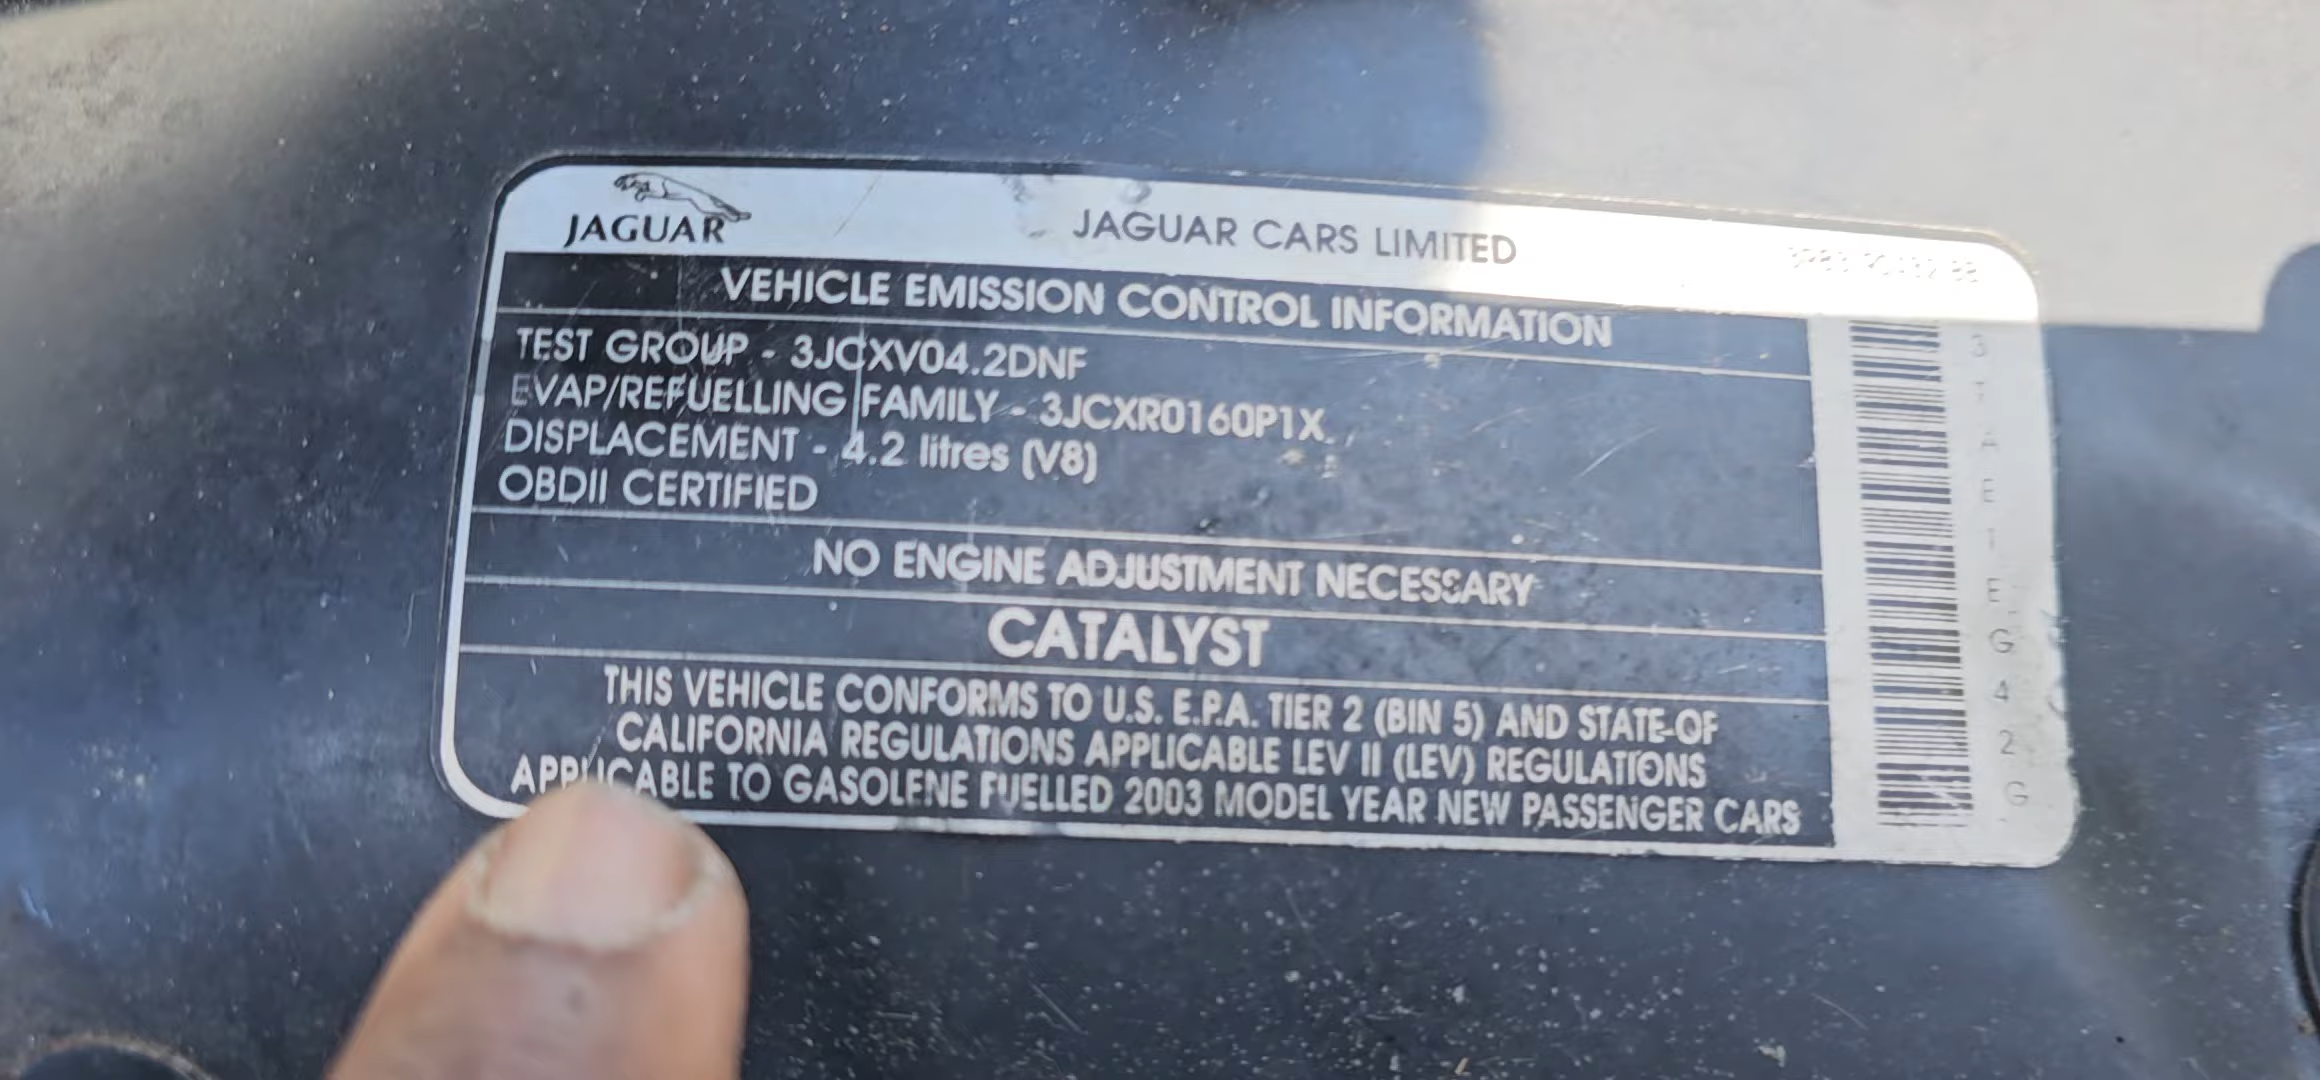 JAGUAR
JAGUAR CARS LIMITED
VEHICLE EMISSION CONTROL INFORMATION
TEST GROUP - 3JCXV04.2DNF
EVAP/REFUELLING FAMILY - 3JCXR0160P1X
DISPLACEMENT - 4.2 litres (V8)
OBDII CERTIFIED
NO ENGINE ADJUSTMENT NECESSARY
CATALYST
THIS VEHICLE CONFORMS TO U.S. E.P.A. TIER 2 (BIN 5) AND STATE OF
CALIFORNIA REGULATIONS APPLICABLE LEV II (LEV) REGULATIONS
APPLICABLE TO GASOLENE FUELLED 2003 MODEL YEAR NEW PASSENGER CARS